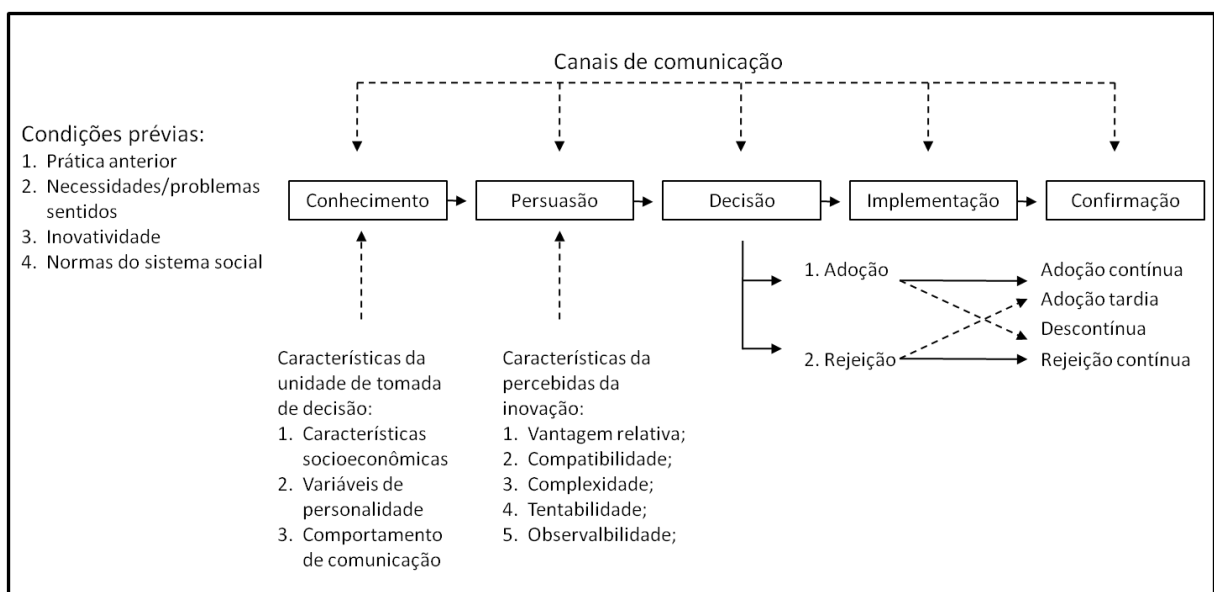 Canais de comunicação
Condições prévias:
1. Prática anterior
2. Necessidades/problemas
sentidos
3. Inovatividade
4. Normas do sistema social
Conhecimento
Persuasão
Decisão
Implementação
Confirmação
1. Adoção
2. Rejeição
Adoção contínua
Adoção tardia
Descontínua
Rejeição contínua
Características da
unidade de tomada
de decisão:
1. Características
socioeconômicas
2. Variáveis de
personalidade
3. Comportamento
de comunicação
Características da
percebidas da
inovação:
1. Vantagem relativa;
2. Compatibilidade;
3. Complexidade;
4. Tentabilidade;
5. Observalbilidade;